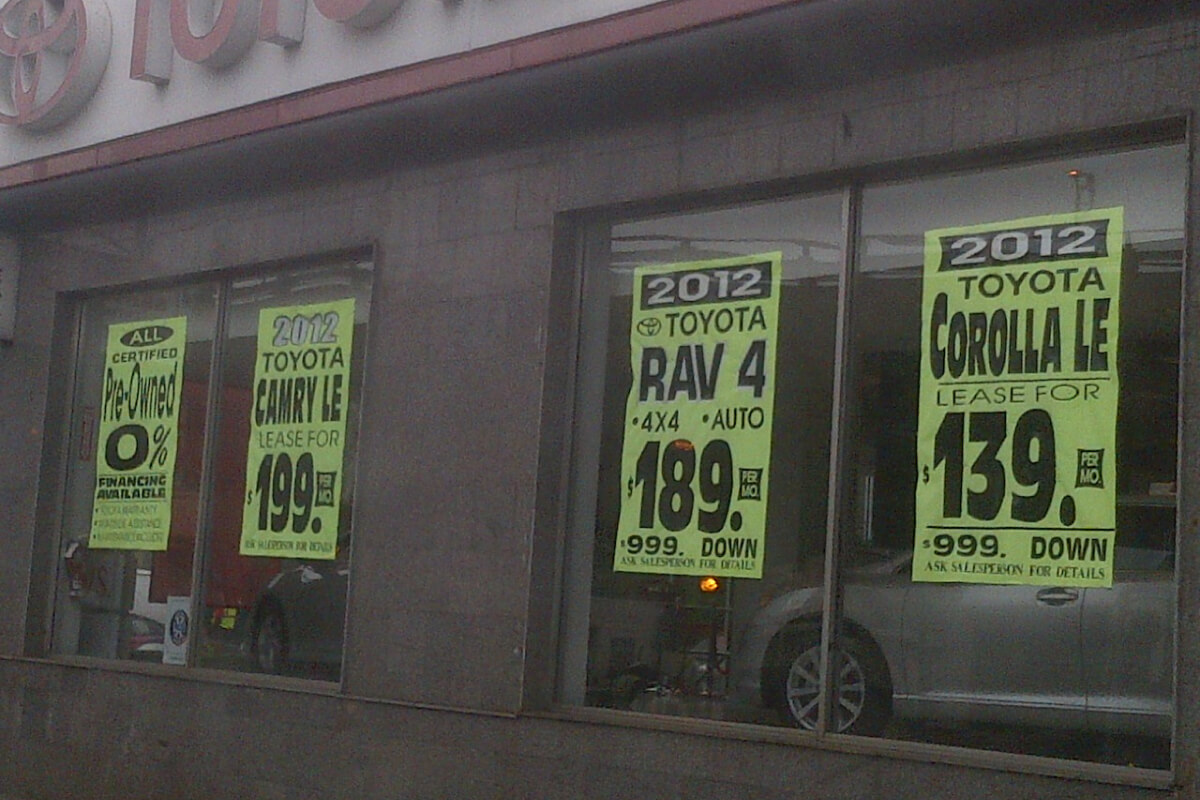 TOYO
ALL
CERTIFIED
Pre-Owned
0%
FINANCING
AVAILABLE
2012
TOYOTA
CAMRY LE
LEASE FOR
$199. PER MO.
ASK SALESPERSON FOR DETAILS
2012
TOYOTA
RAV 4
• 4X4 • AUTO
$189. PER MO.
$999. DOWN
ASK SALESPERSON FOR DETAILS
2012
TOYOTA
COROLLA LE
LEASE FOR
$139. PER MO.
$999. DOWN
ASK SALESPERSON FOR DETAILS